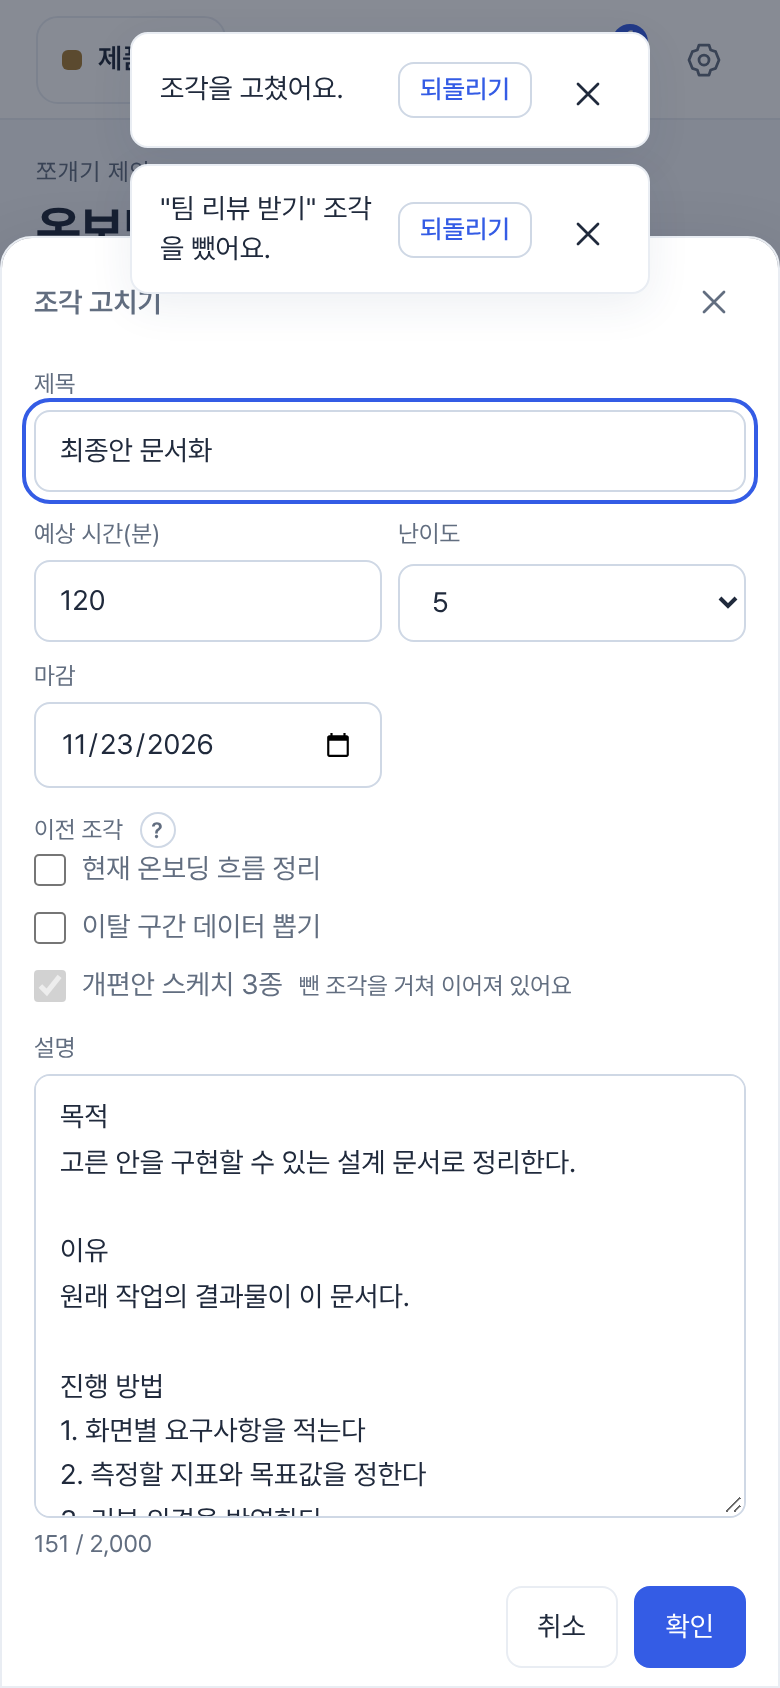 조각을 고쳤어요.
되돌리기
"팀 리뷰 받기" 조각
을 뺐어요.
되돌리기
조각 고치기
제목
최종안 문서화
예상 시간(분)
난이도
120
5
마감
11/23/2026
이전 조각 ?
현재 온보딩 흐름 정리
이탈 구간 데이터 뽑기
개편안 스케치 3종 뺀 조각을 거쳐 이어져 있어요
설명
목적
고른 안을 구현할 수 있는 설계 문서로 정리한다.
이유
원래 작업의 결과물이 이 문서다.
진행 방법
1. 화면별 요구사항을 적는다
2. 측정할 지표와 목표값을 정한다
151 / 2,000
취소
확인